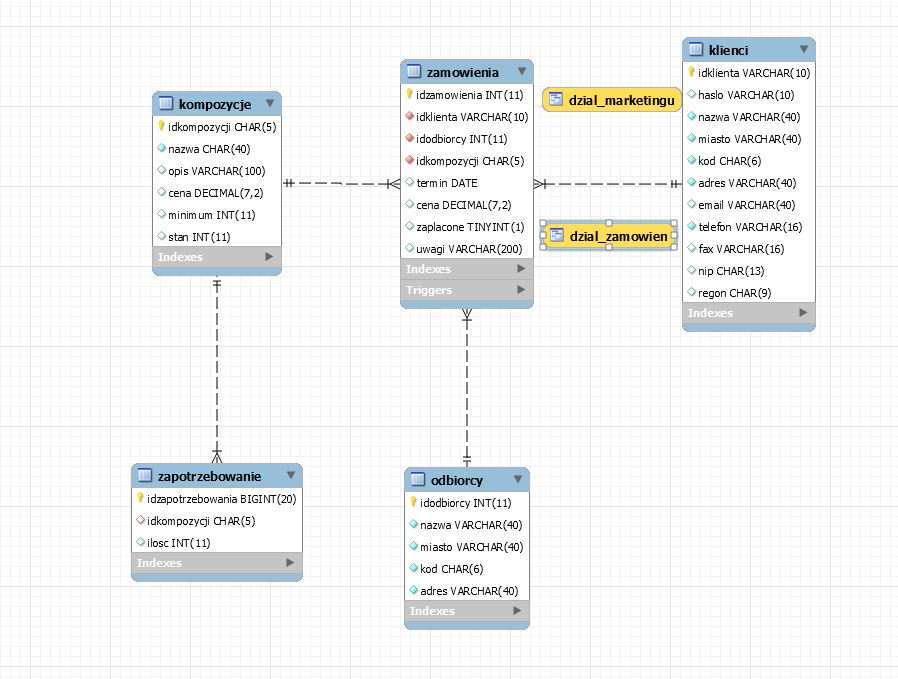 kompozycje
idkompozycji CHAR(5)
nazwa CHAR(40)
opis VARCHAR(100)
cena DECIMAL(7,2)
minimum INT(11)
stan INT(11)
Indexes
zamowienia
idzamowienia INT(11)
idklienta VARCHAR(10)
idodbiorcy INT(11)
idkompozycji CHAR(5)
termin DATE
cena DECIMAL(7,2)
zaplacone TINYINT(1)
uwagi VARCHAR(200)
Indexes
Triggers
dzial_marketingu
dzial_zamowien
klienci
idklienta VARCHAR(10)
haslo VARCHAR(10)
nazwa VARCHAR(40)
miasto VARCHAR(40)
kod CHAR(6)
adres VARCHAR(40)
email VARCHAR(40)
telefon VARCHAR(16)
fax VARCHAR(16)
nip CHAR(13)
regon CHAR(9)
Indexes
zapotrzebowanie
idzapotrzebowania BIGINT(20)
idkompozycji CHAR(5)
ilosc INT(11)
Indexes
odbiorcy
idodbiorcy INT(11)
nazwa VARCHAR(40)
miasto VARCHAR(40)
kod CHAR(6)
adres VARCHAR(40)
Indexes